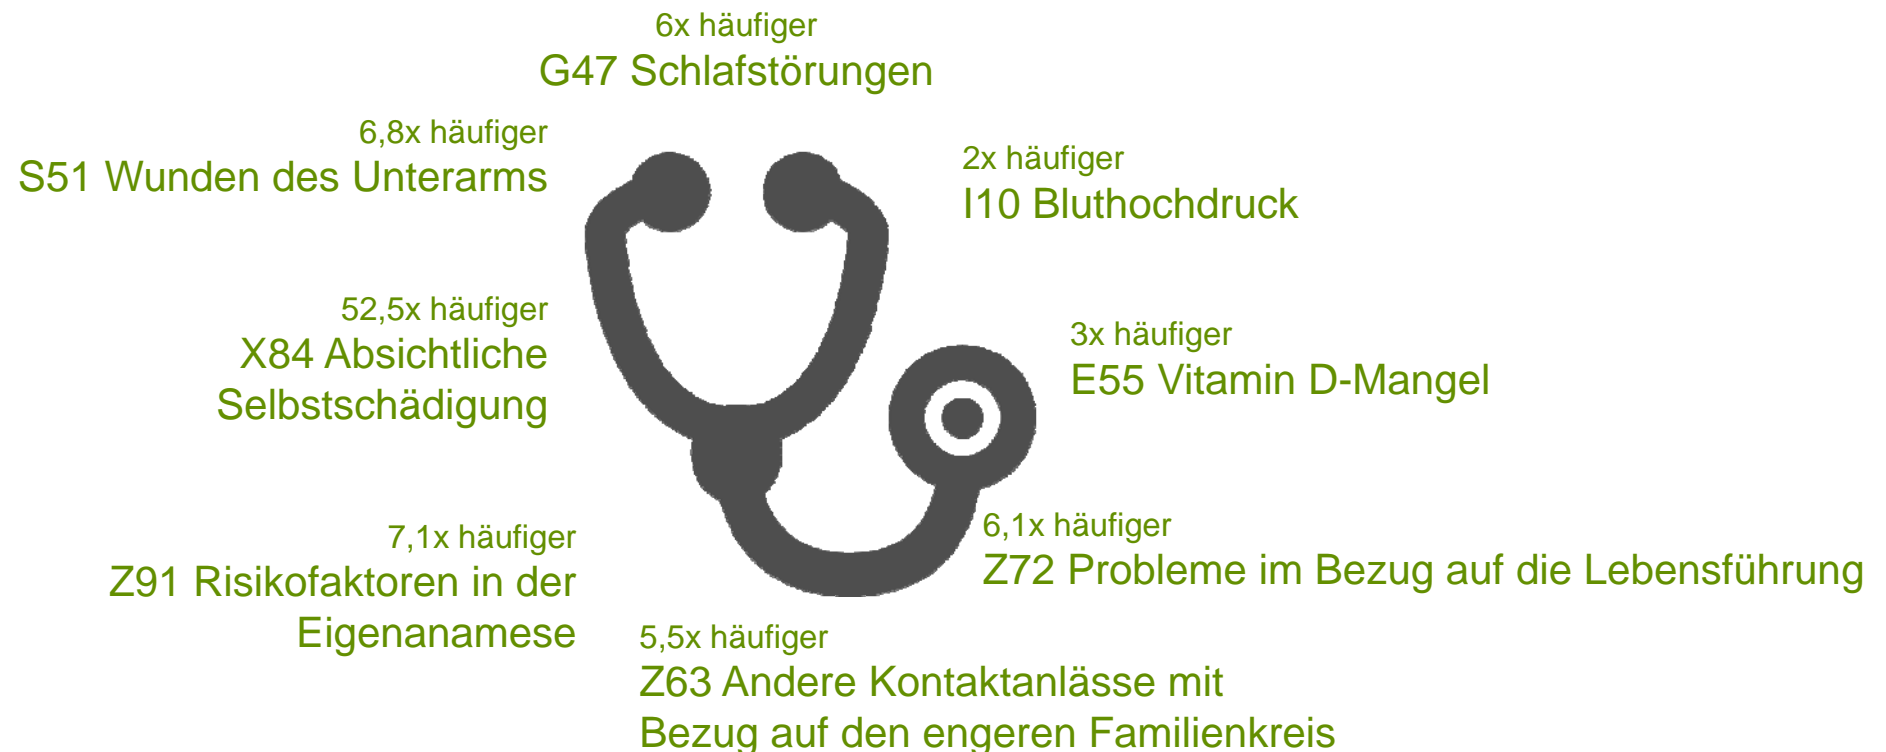 6x häufiger
G47 Schlafstörungen
6,8x häufiger
S51 Wunden des Unterarms
2x häufiger
I10 Bluthochdruck
52,5x häufiger
X84 Absichtliche
Selbstschädigung
3x häufiger
E55 Vitamin D-Mangel
7,1x häufiger
Z91 Risikofaktoren in der
Eigenanamese
6,1x häufiger
Z72 Probleme im Bezug auf die Lebensführung
5,5x häufiger
Z63 Andere Kontaktanlässe mit
Bezug auf den engeren Familienkreis